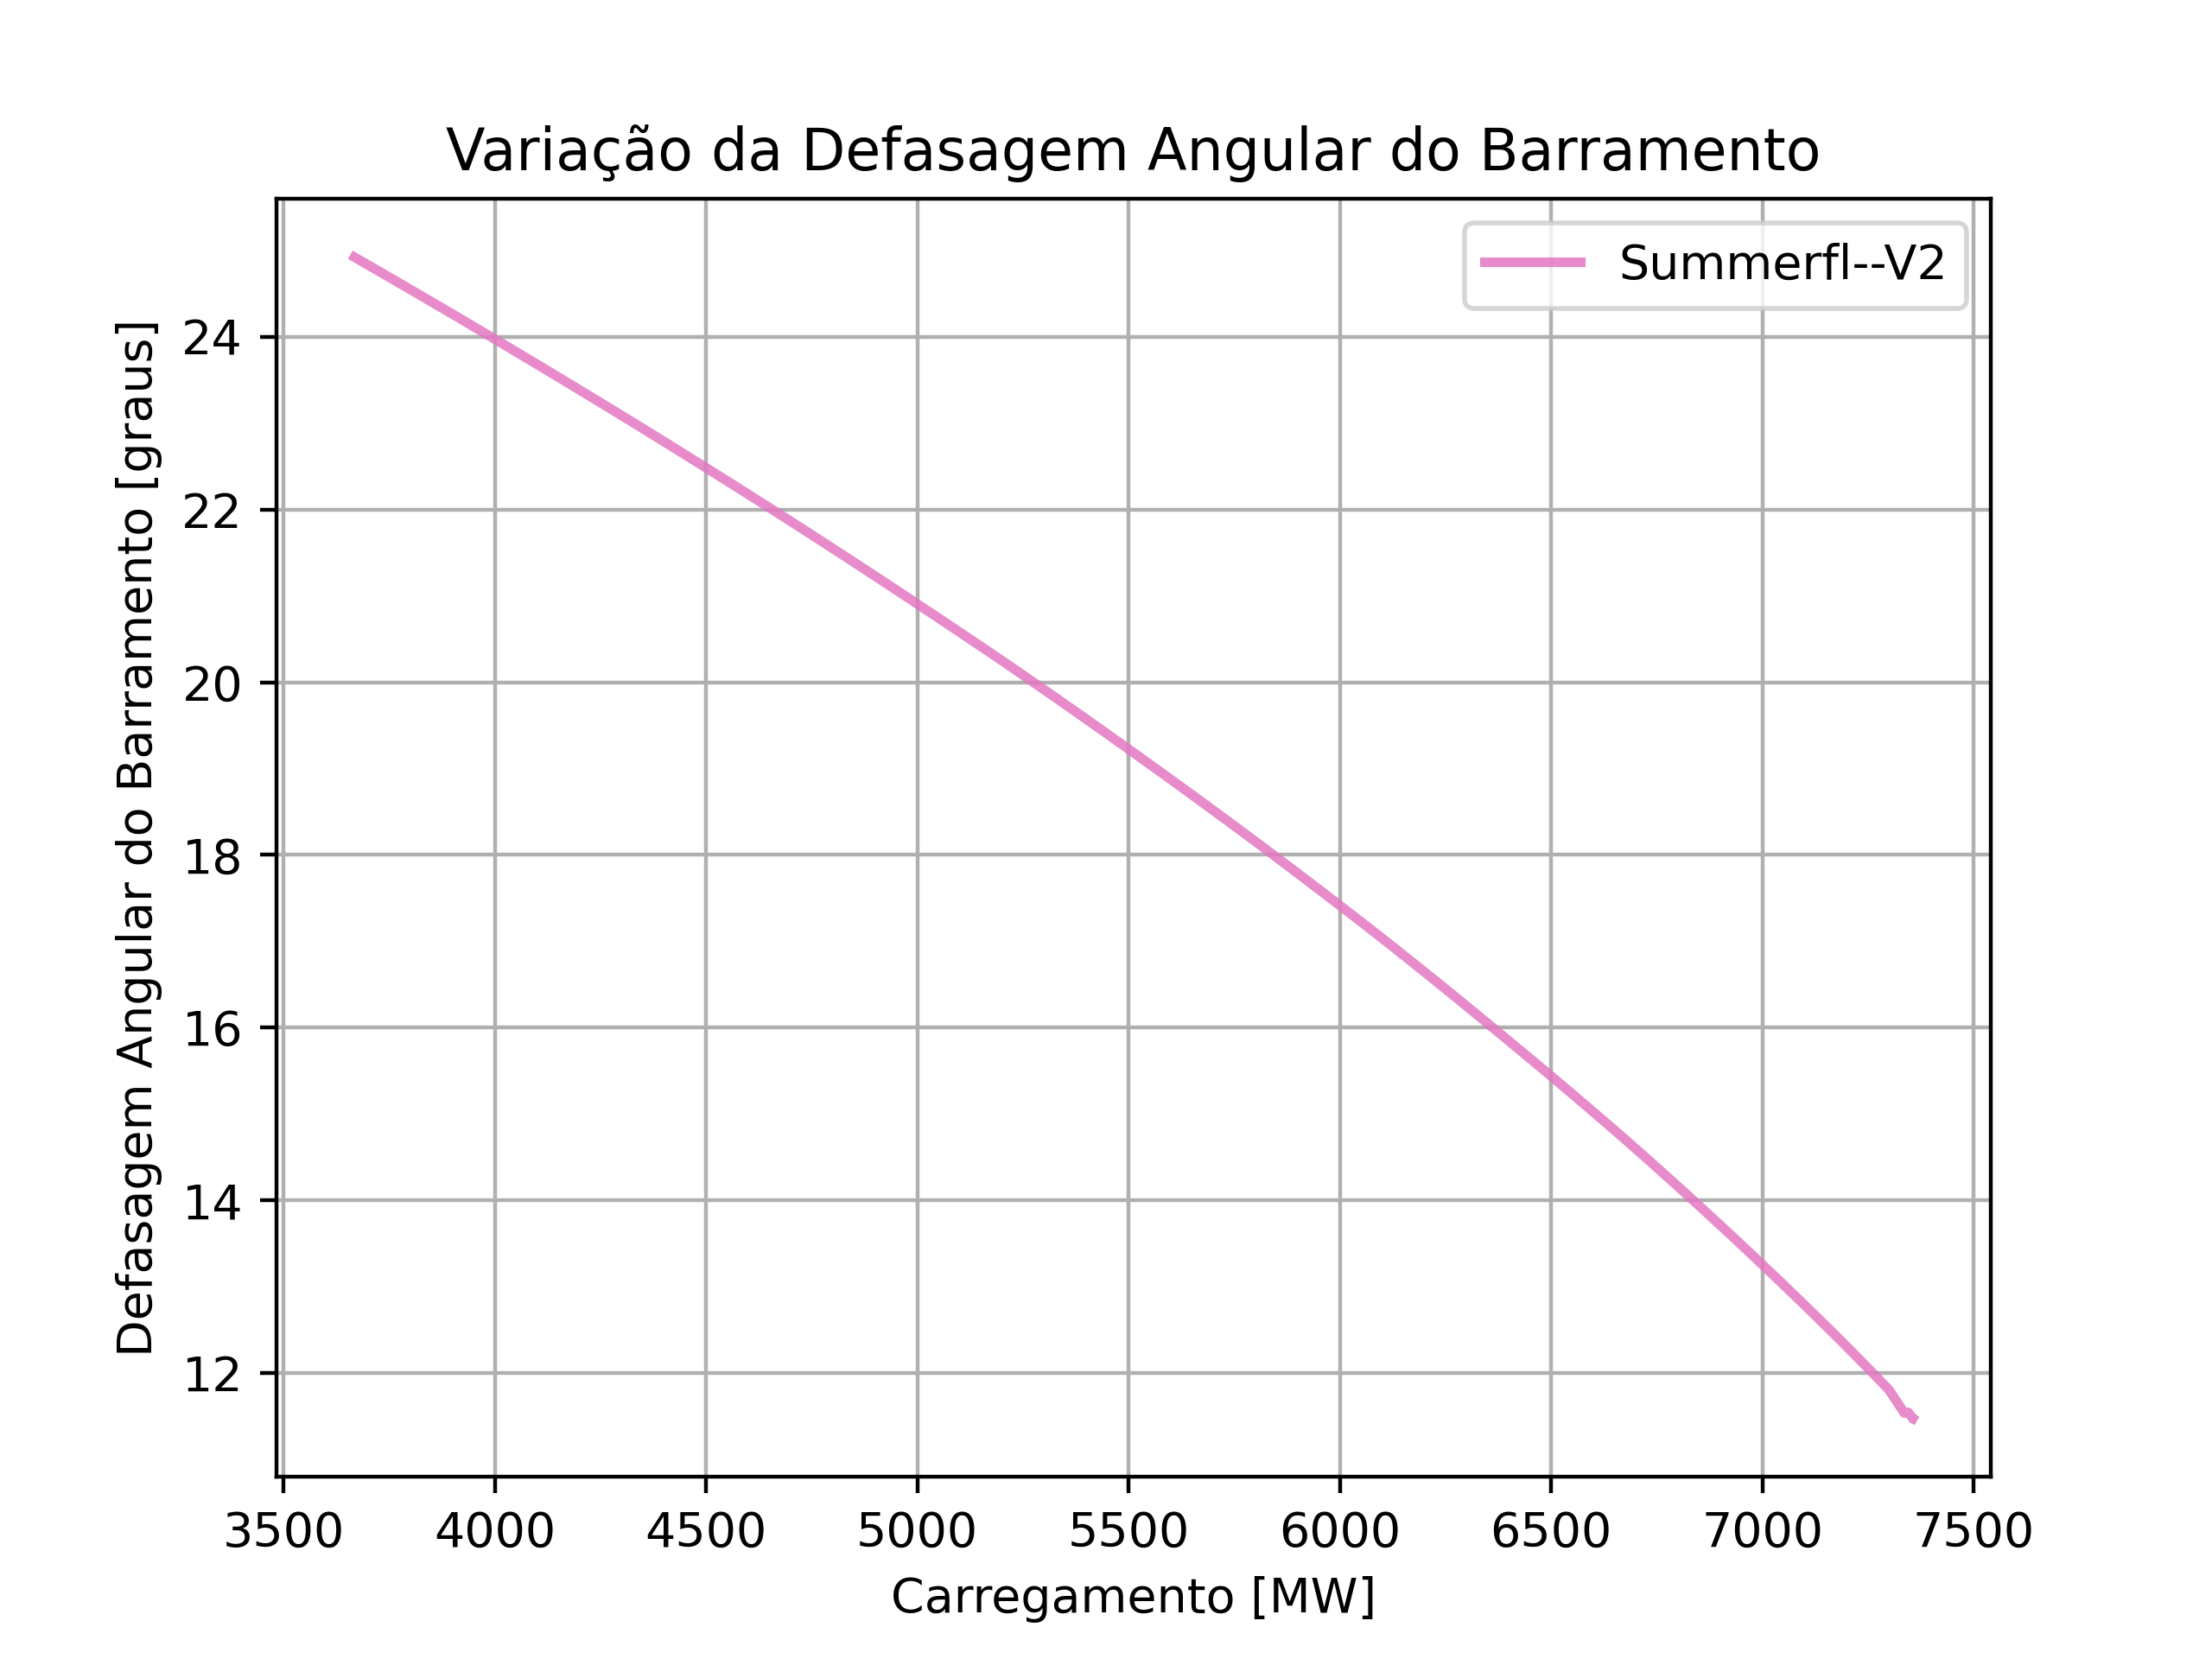 Variação da Defasagem Angular do Barramento
Summerfl--V2
Defasagem Angular do Barramento [graus]
24
22
20
18
16
14
12
3500 4000 4500 5000 5500 6000 6500 7000 7500
Carregamento [MW]